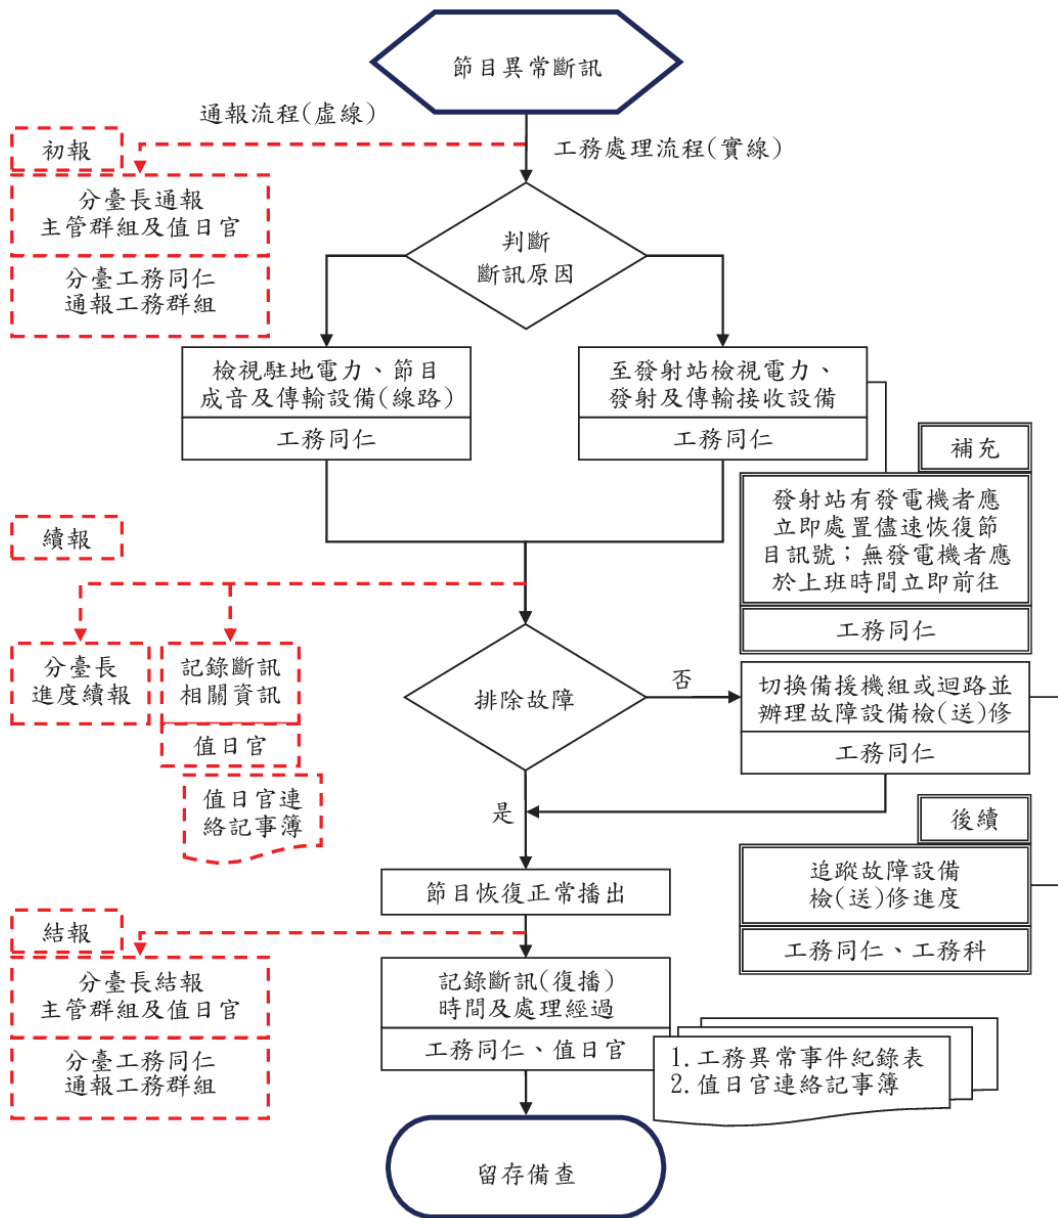 節目異常斷訊
通報流程(虛線)
工務處理流程(實線)
初報
分臺長通報
主管群組及值日官
分臺工務同仁
通報工務群組
判斷
斷訊原因
檢視駐地電力、節目
成音及傳輸設備(線路)
工務同仁
至發射站檢視電力、
發射及傳輸接收設備
工務同仁
補充
發射站有發電機者應
立即處置儘速恢復節
目訊號；無發電機者應
於上班時間立即前往
工務同仁
續報
分臺長
進度續報
記錄斷訊
相關資訊
值日官
值日官連
絡記事簿
排除故障
否
切換備援機組或迴路並
辦理故障設備檢(送)修
工務同仁
是
後續
追蹤故障設備
檢(送)修進度
工務同仁、工務科
節目恢復正常播出
結報
分臺長結報
主管群組及值日官
分臺工務同仁
通報工務群組
記錄斷訊(復播)
時間及處理經過
工務同仁、值日官
1.工務異常事件紀錄表
2.值日官連絡記事簿
留存備查